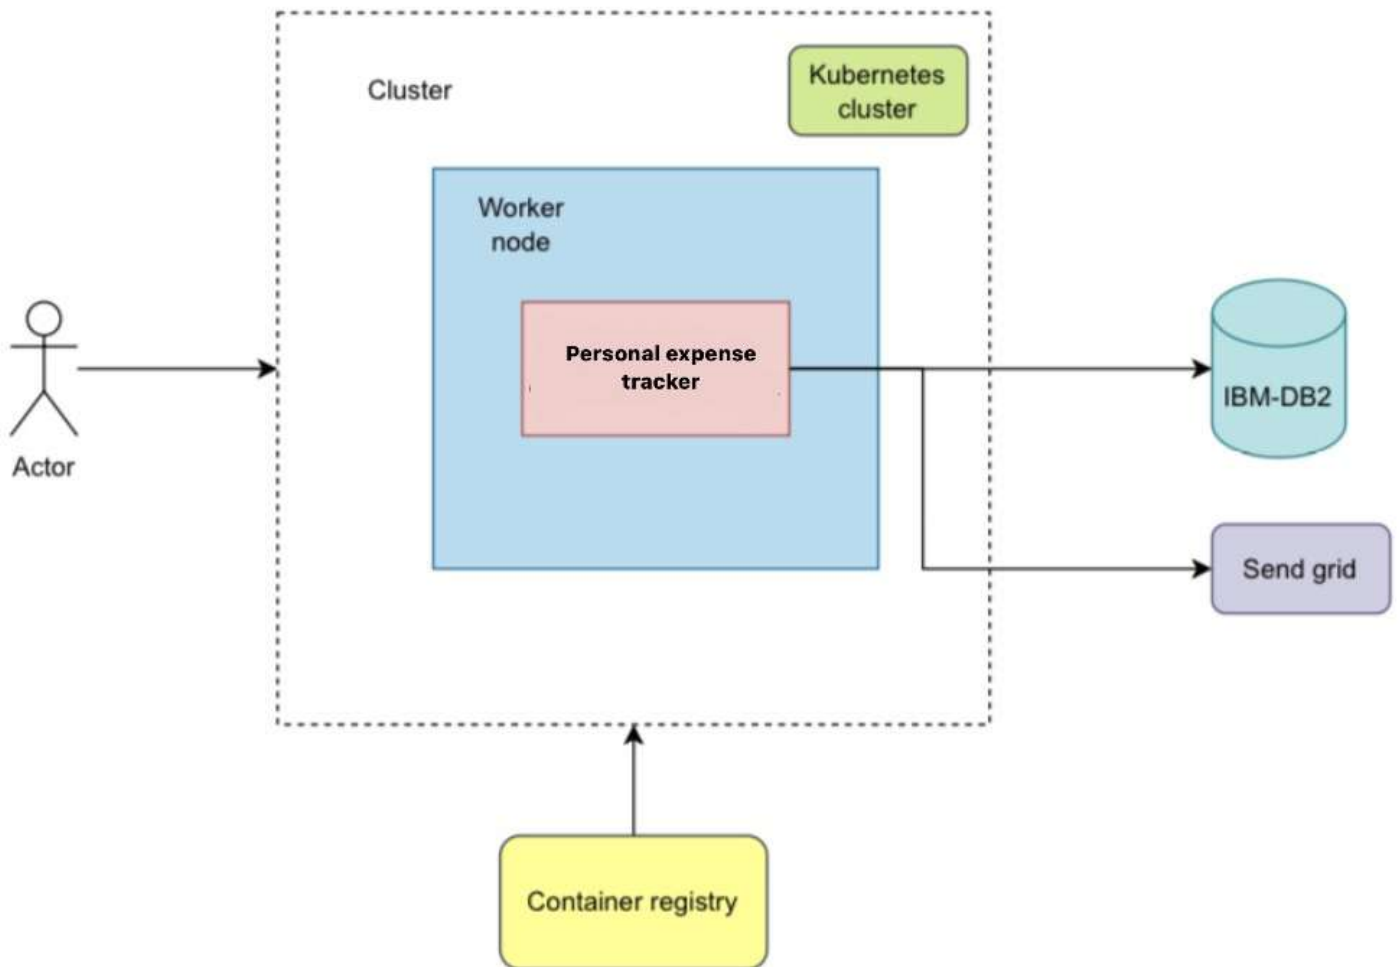 Cluster
Kubernetes
cluster
Worker
node
Personal expense
tracker
Actor
IBM-DB2
Send grid
Container registry